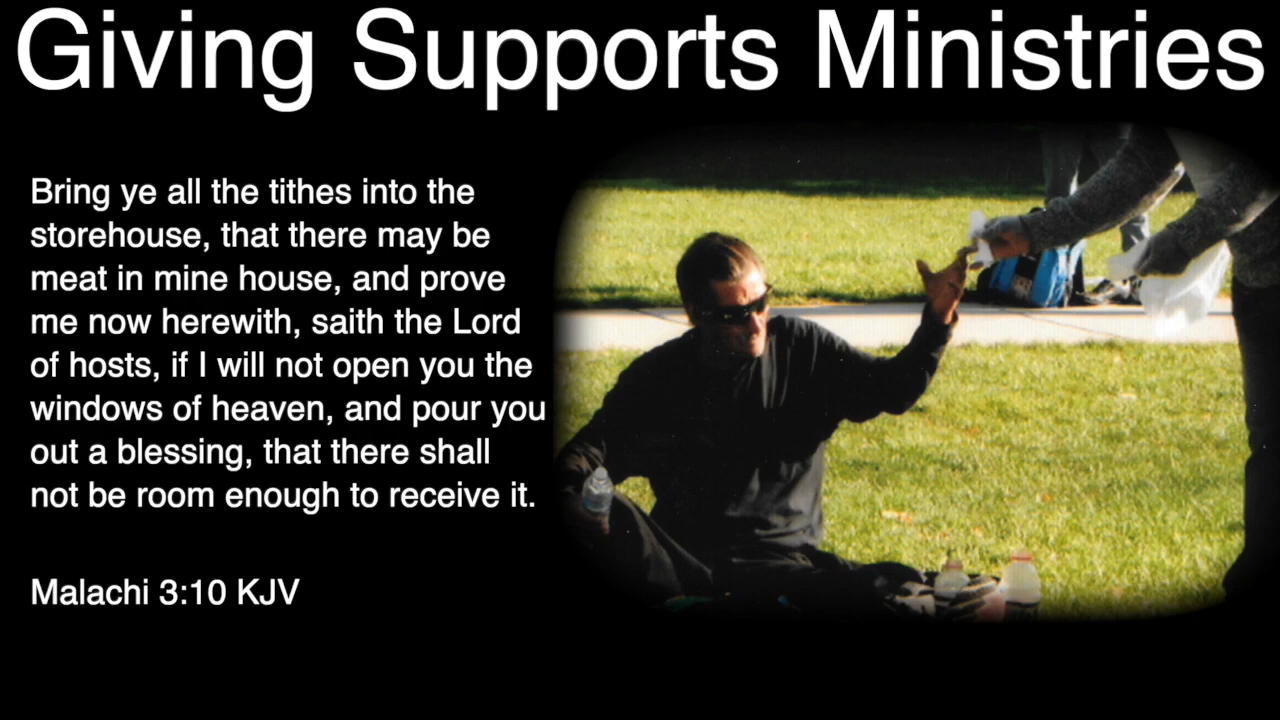 Giving Supports Ministries
Bring ye all the tithes into the
storehouse, that there may be
meat in mine house, and prove
me now herewith, saith the Lord
of hosts, if I will not open you the
windows of heaven, and pour you
out a blessing, that there shall
not be room enough to receive it.
Malachi 3:10 KJV